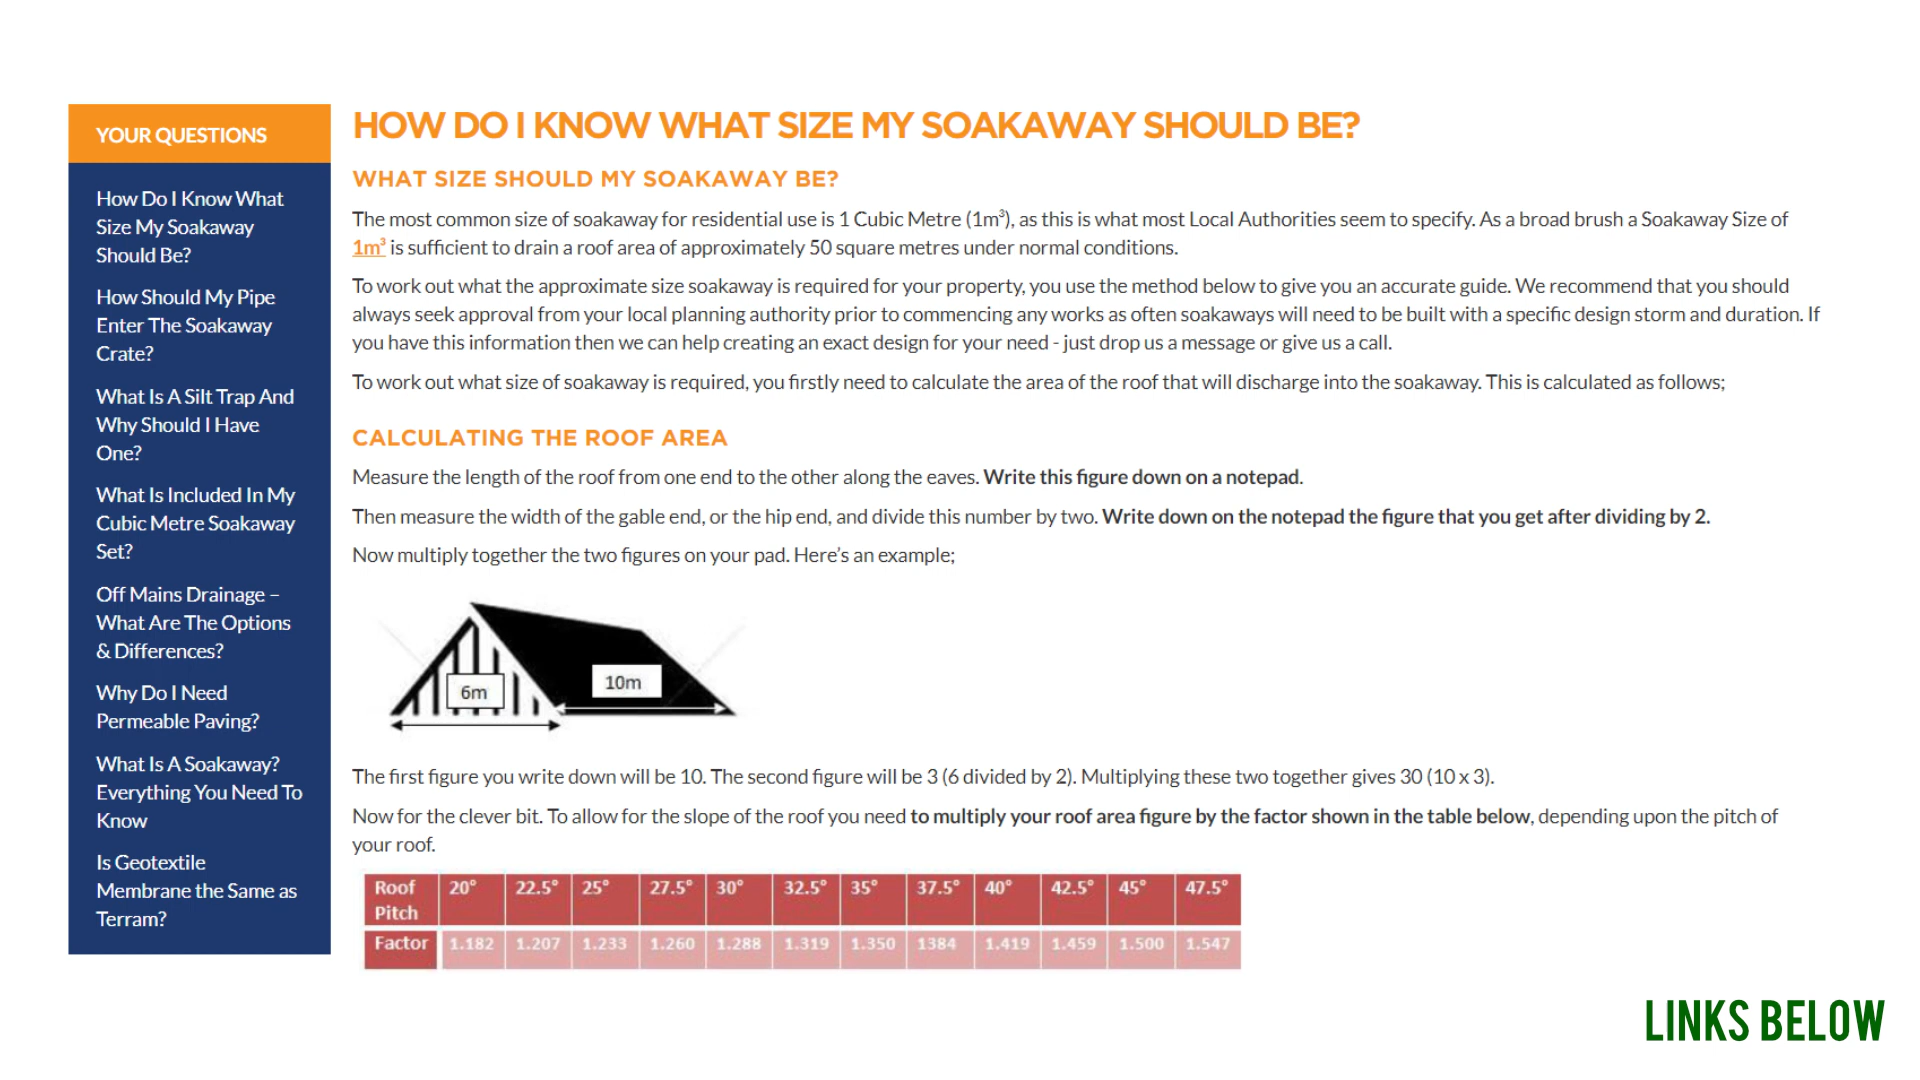 YOUR QUESTIONS
How Do I Know What
Size My Soakaway
Should Be?
How Should My Pipe
Enter The Soakaway
Crate?
What Is A Silt Trap And
Why Should I Have
One?
What Is Included In My
Cubic Metre Soakaway
Set?
Off Mains Drainage –
What Are The Options
& Differences?
Why Do I Need
Permeable Paving?
What Is A Soakaway?
Everything You Need To
Know
Is Geotextile
Membrane the Same as
Terram?
HOW DO I KNOW WHAT SIZE MY SOAKAWAY SHOULD BE?
WHAT SIZE SHOULD MY SOAKAWAY BE?
The most common size of soakaway for residential use is 1 Cubic Metre (1m³), as this is what most Local Authorities seem to specify. As a broad brush a Soakaway Size of
1m³ is sufficient to drain a roof area of approximately 50 square metres under normal conditions.
To work out what the approximate size soakaway is required for your property, you use the method below to give you an accurate guide. We recommend that you should
always seek approval from your local planning authority prior to commencing any works as often soakaways will need to be built with a specific design storm and duration. If
you have this information then we can help creating an exact design for your need - just drop us a message or give us a call.
To work out what size of soakaway is required, you firstly need to calculate the area of the roof that will discharge into the soakaway. This is calculated as follows;
CALCULATING THE ROOF AREA
Measure the length of the roof from one end to the other along the eaves. Write this figure down on a notepad.
Then measure the width of the gable end, or the hip end, and divide this number by two. Write down on the notepad the figure that you get after dividing by 2.
Now multiply together the two figures on your pad. Here's an example;
6m
10m
The first figure you write down will be 10. The second figure will be 3 (6 divided by 2). Multiplying these two together gives 30 (10 x 3).
Now for the clever bit. To allow for the slope of the roof you need to multiply your roof area figure by the factor shown in the table below, depending upon the pitch of
your roof.
Roof Pitch 20° 22.5° 25° 27.5° 30° 32.5° 35° 37.5° 40° 42.5° 45° 47.5°
Factor 1.182 1.207 1.233 1.260 1.288 1.319 1.350 1384 1.419 1.459 1.500 1.547
LINKS BELOW